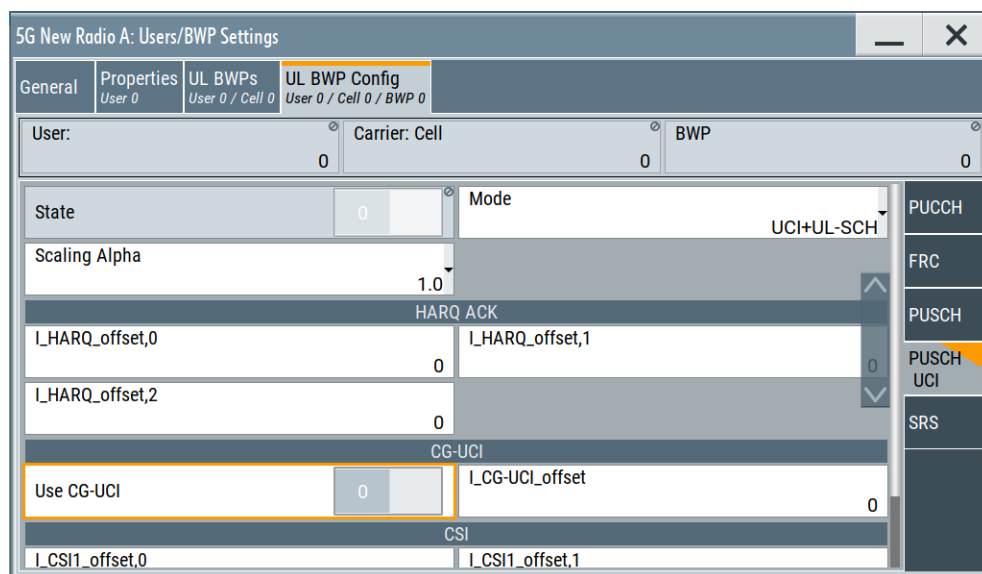 5G New Radio A: Users/BWP Settings
General
Properties
User 0
UL BWPs
User 0 / Cell 0
UL BWP Config
User 0 / Cell 0 / BWP 0
User:
0
Carrier: Cell
0
BWP
0
State
0
Mode
UCI+UL-SCH
Scaling Alpha
1.0
HARQ ACK
I_HARQ_offset,0
0
I_HARQ_offset,1
0
I_HARQ_offset,2
0
CG-UCI
Use CG-UCI
0
I_CG-UCI_offset
0
CSI
I_CSI1_offset,0
I_CSI1_offset,1
PUCCH
FRC
PUSCH
PUSCH
UCI
SRS